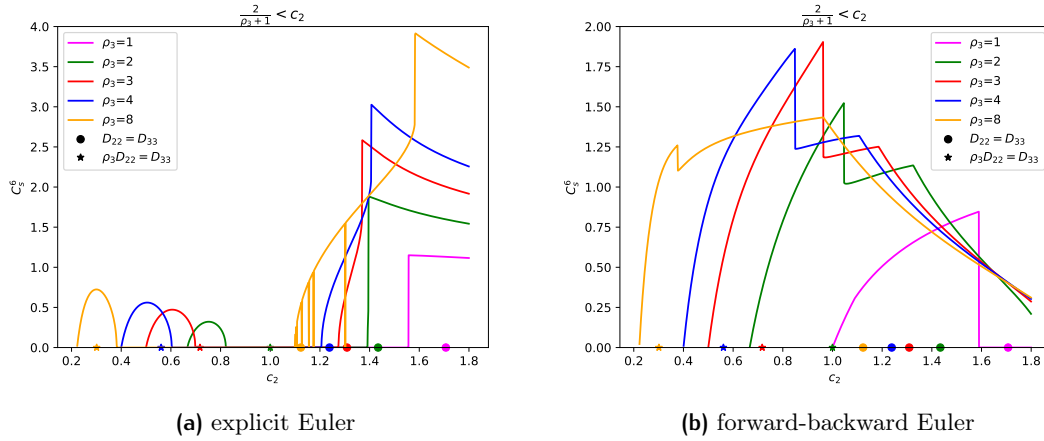 2/(ρ₃+1) < c₂
4.0
3.5
3.0
2.5
2.0
1.5
1.0
0.5
0.0
C_s^6
0.2 0.4 0.6 0.8 1.0 1.2 1.4 1.6 1.8
c₂
ρ₃=1
ρ₃=2
ρ₃=3
ρ₃=4
ρ₃=8
D₂₂ = D₃₃
ρ₃D₂₂ = D₃₃
(a) explicit Euler
2/(ρ₃+1) < c₂
2.00
1.75
1.50
1.25
1.00
0.75
0.50
0.25
0.00
C_s^6
0.2 0.4 0.6 0.8 1.0 1.2 1.4 1.6 1.8
c₂
ρ₃=1
ρ₃=2
ρ₃=3
ρ₃=4
ρ₃=8
D₂₂ = D₃₃
ρ₃D₂₂ = D₃₃
(b) forward-backward Euler